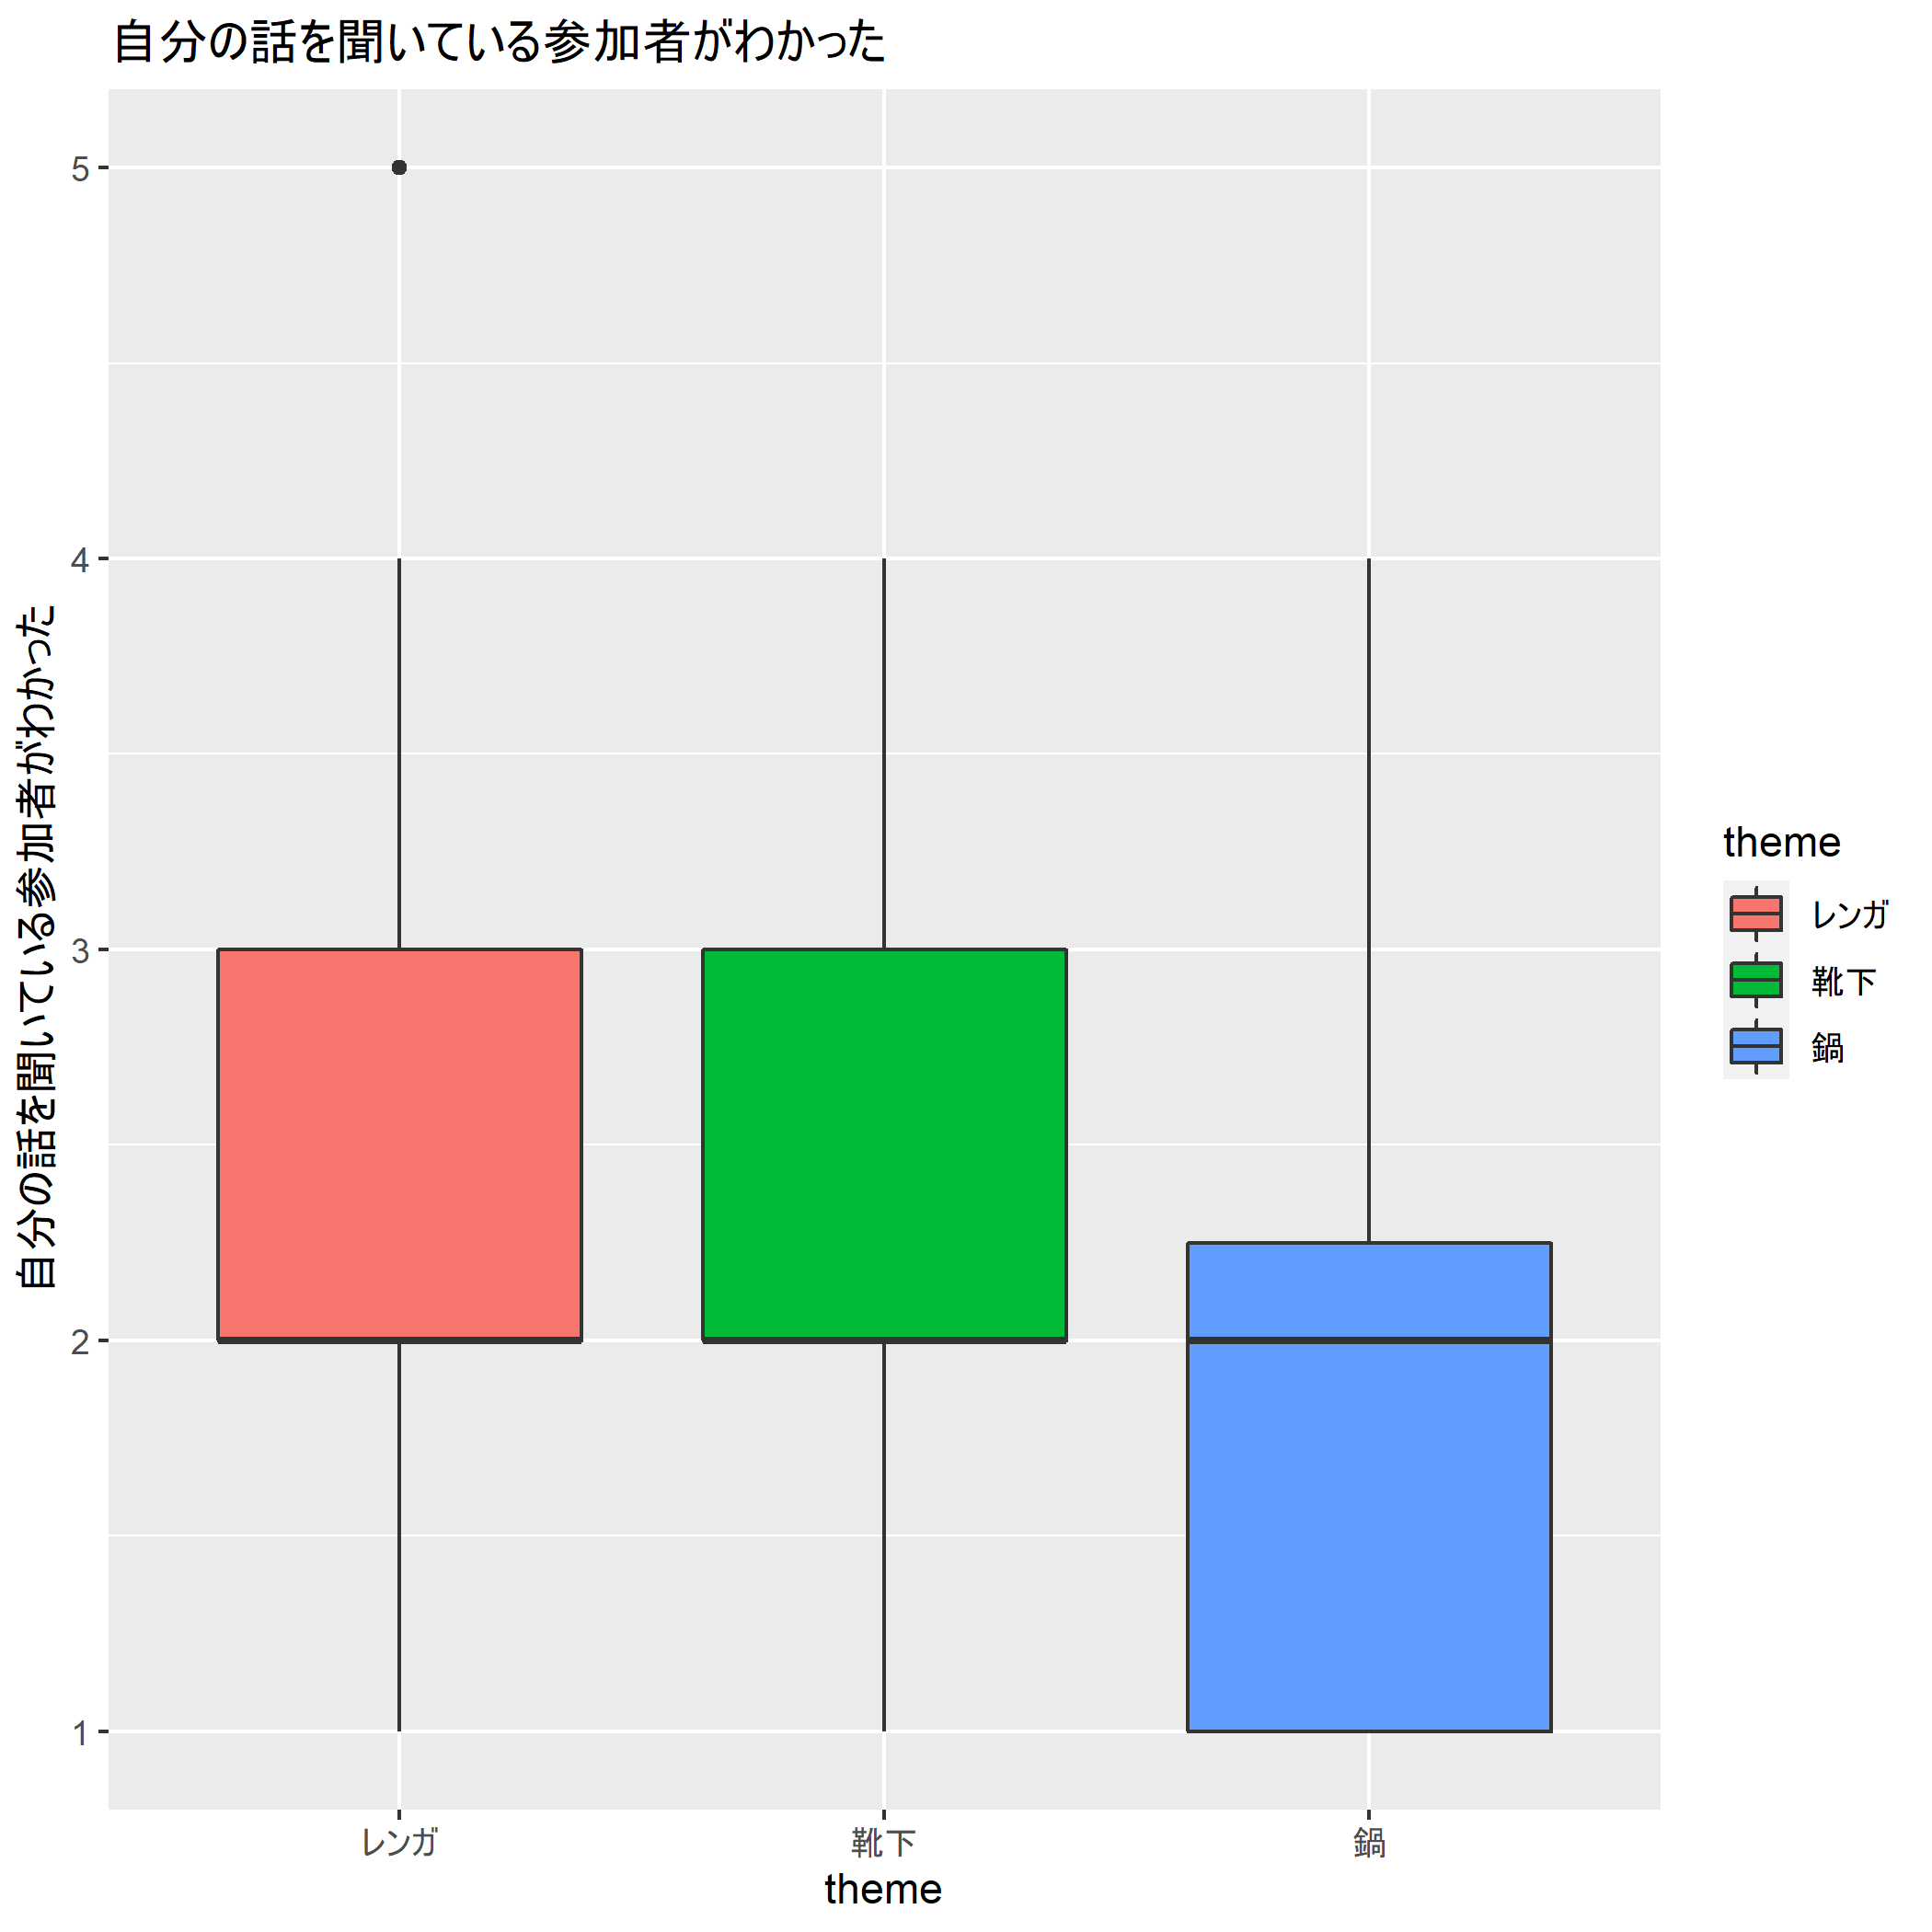 自分の話を聞いている参加者がわかった
自分の話を聞いている参加者がわかった
5
4
3
2
1
レンガ
靴下
鍋
theme
theme
レンガ
靴下
鍋